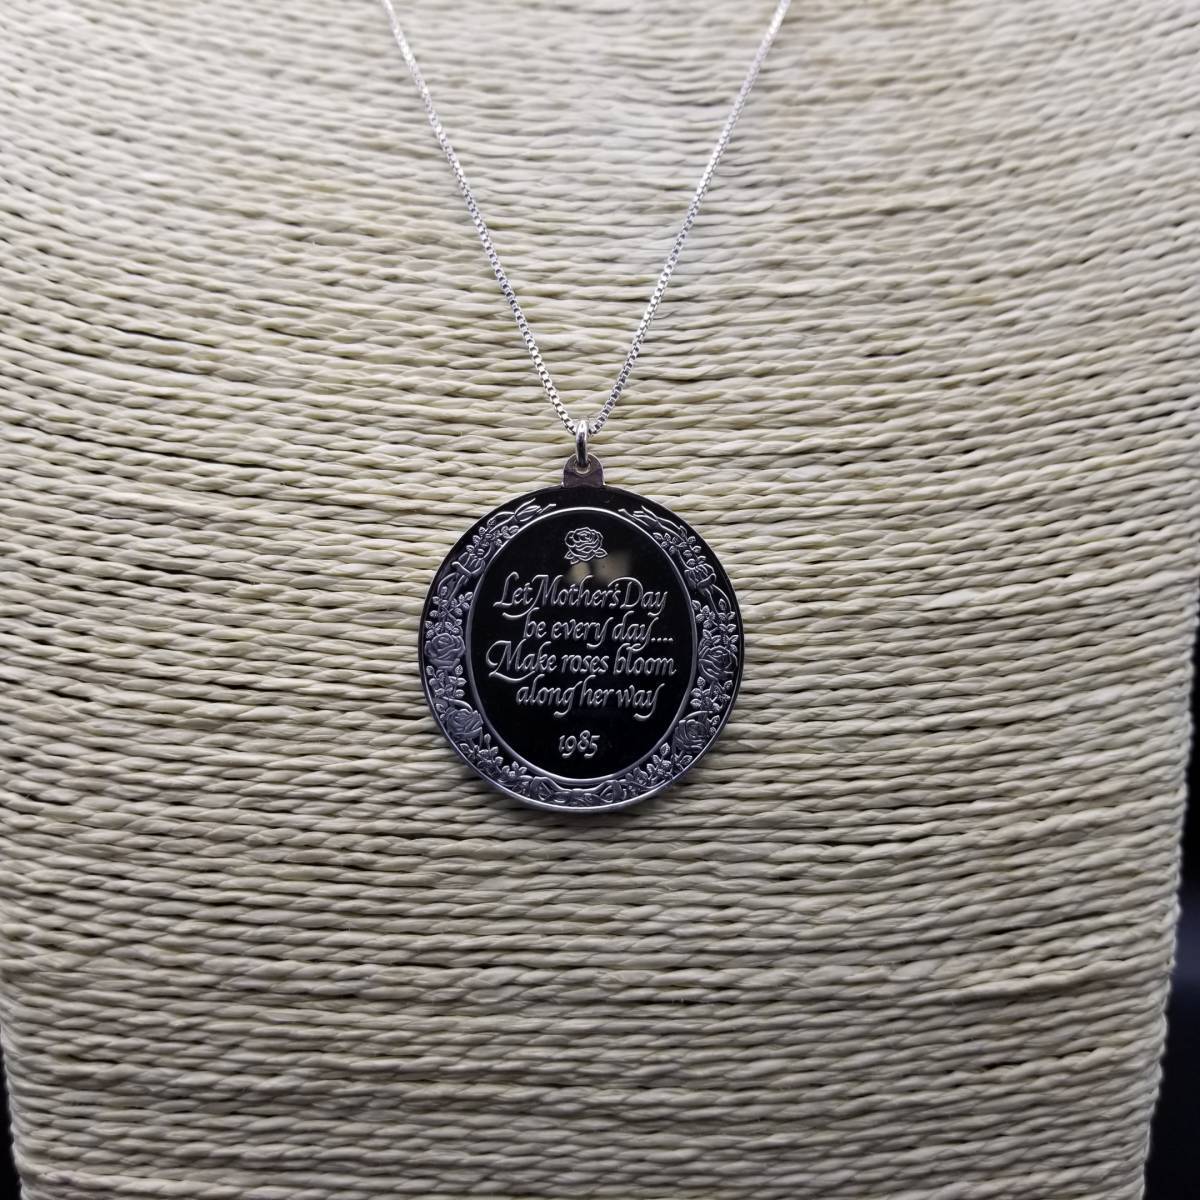 Let Mother's Day
be every day....
Make roses bloom
along her way
1985